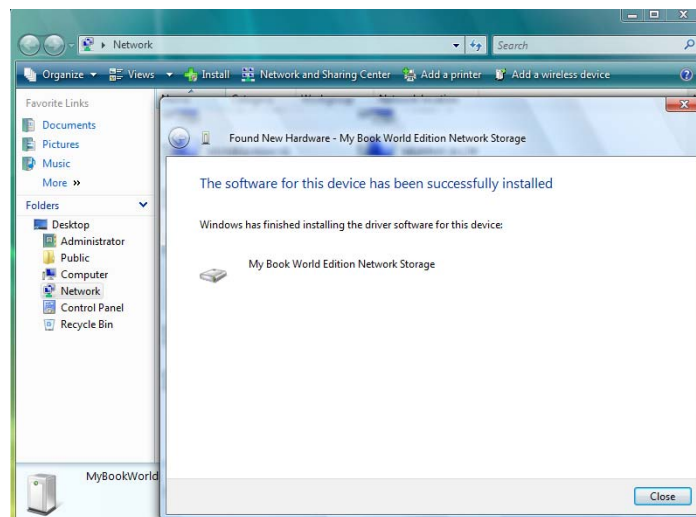 Network
Search
Organize Views Install Network and Sharing Center Add a printer Add a wireless device
Favorite Links
Documents
Pictures
Music
More »
Folders
Desktop
Administrator
Public
Computer
Network
Control Panel
Recycle Bin
MyBookWorld
Found New Hardware - My Book World Edition Network Storage
The software for this device has been successfully installed
Windows has finished installing the driver software for this device:
My Book World Edition Network Storage
Close